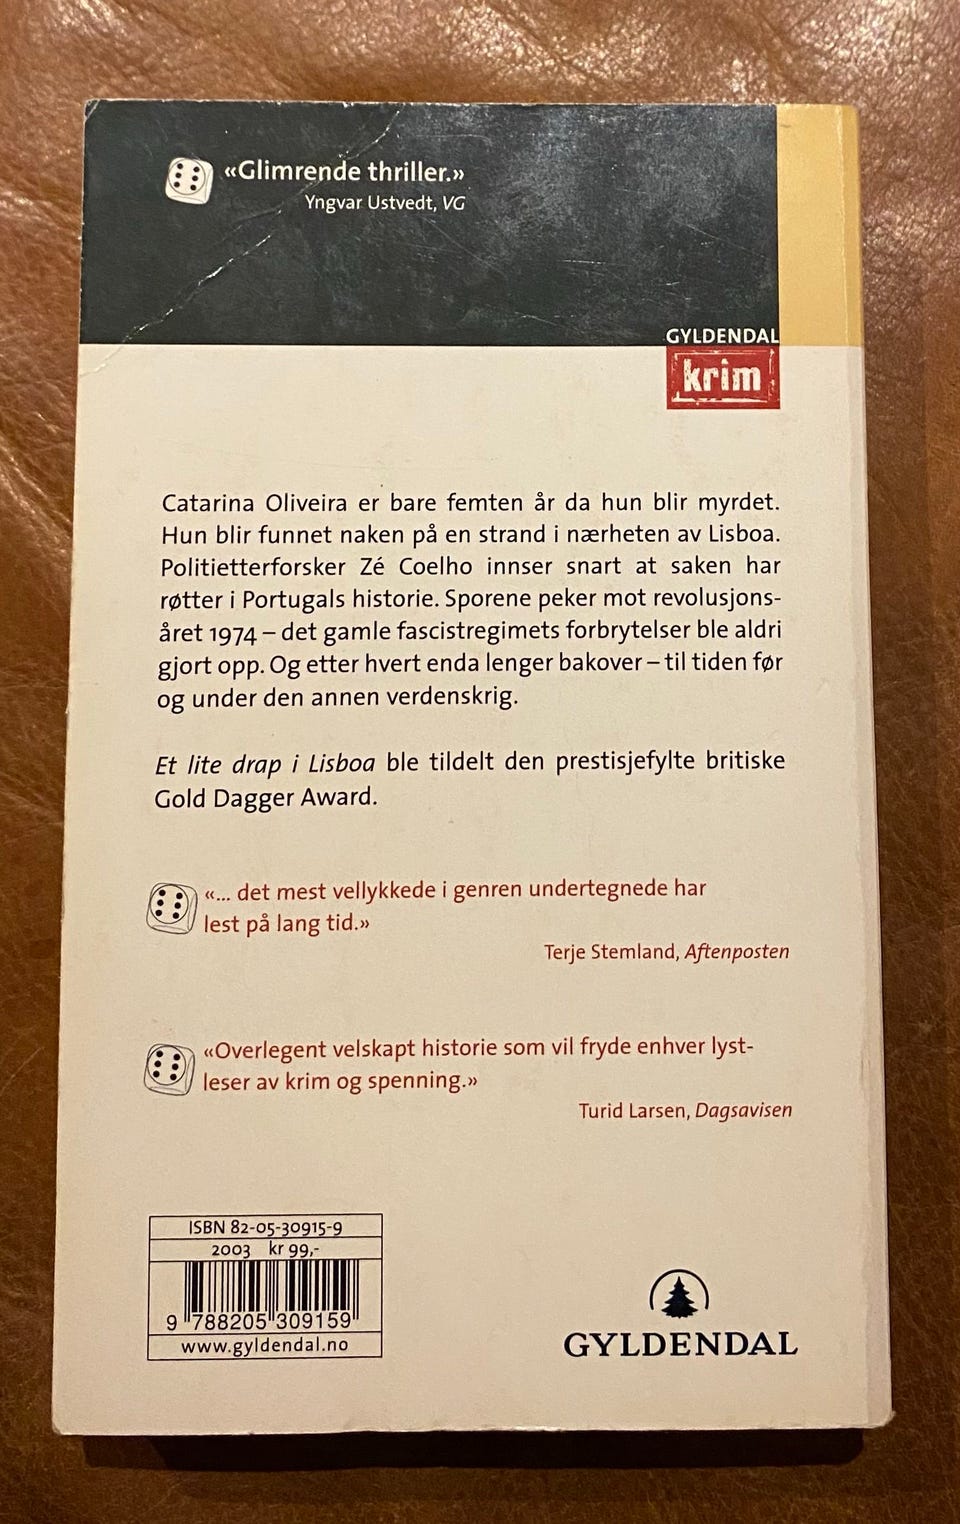 «Glimrende thriller.»
Yngvar Ustvedt, VG
GYLDENDAL
krim
Catarina Oliveira er bare femten år da hun blir myrdet.
Hun blir funnet naken på en strand i nærheten av Lisboa.
Politietterforsker Zé Coelho innser snart at saken har
røtter i Portugals historie. Sporene peker mot revolusjons-
året 1974 – det gamle fascistregimets forbrytelser ble aldri
gjort opp. Og etter hvert enda lenger bakover – til tiden før
og under den annen verdenskrig.
Et lite drap i Lisboa ble tildelt den prestisjefylte britiske
Gold Dagger Award.
«... det mest vellykkede i genren undertegnede har
lest på lang tid.»
Terje Stemland, Aftenposten
«Overlegent velskapt historie som vil fryde enhver lyst-
leser av krim og spenning.»
Turid Larsen, Dagsavisen
ISBN 82-05-30915-9
2003 kr 99,-
9 788205 309159
www.gyldendal.no
GYLDENDAL